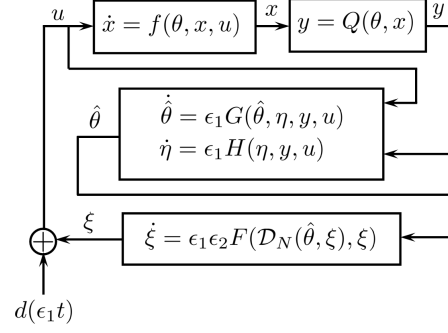 u
ẋ = f(θ, x, u)
x
y = Q(θ, x)
y
θ̂
θ̂̇ = ϵ₁G(θ̂, η, y, u)
η̇ = ϵ₁H(η, y, u)
+
ξ
ξ̇ = ϵ₁ϵ₂F(𝒟_N(θ̂, ξ), ξ)
d(ϵ₁t)